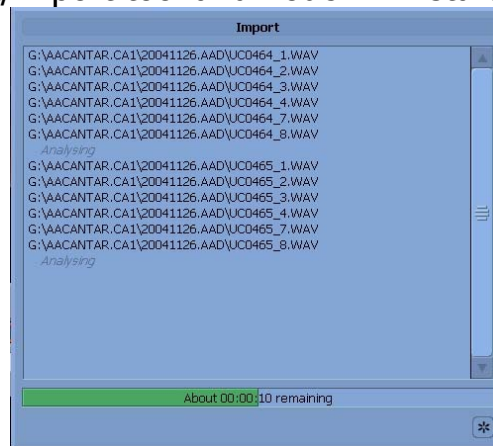 Import
G:\AACANTAR.CA1\20041126.AAD\UC0464_1.WAV
G:\AACANTAR.CA1\20041126.AAD\UC0464_2.WAV
G:\AACANTAR.CA1\20041126.AAD\UC0464_3.WAV
G:\AACANTAR.CA1\20041126.AAD\UC0464_4.WAV
G:\AACANTAR.CA1\20041126.AAD\UC0464_7.WAV
G:\AACANTAR.CA1\20041126.AAD\UC0464_8.WAV
Analysing
G:\AACANTAR.CA1\20041126.AAD\UC0465_1.WAV
G:\AACANTAR.CA1\20041126.AAD\UC0465_2.WAV
G:\AACANTAR.CA1\20041126.AAD\UC0465_3.WAV
G:\AACANTAR.CA1\20041126.AAD\UC0465_4.WAV
G:\AACANTAR.CA1\20041126.AAD\UC0465_7.WAV
G:\AACANTAR.CA1\20041126.AAD\UC0465_8.WAV
Analysing
About 00:00:10 remaining